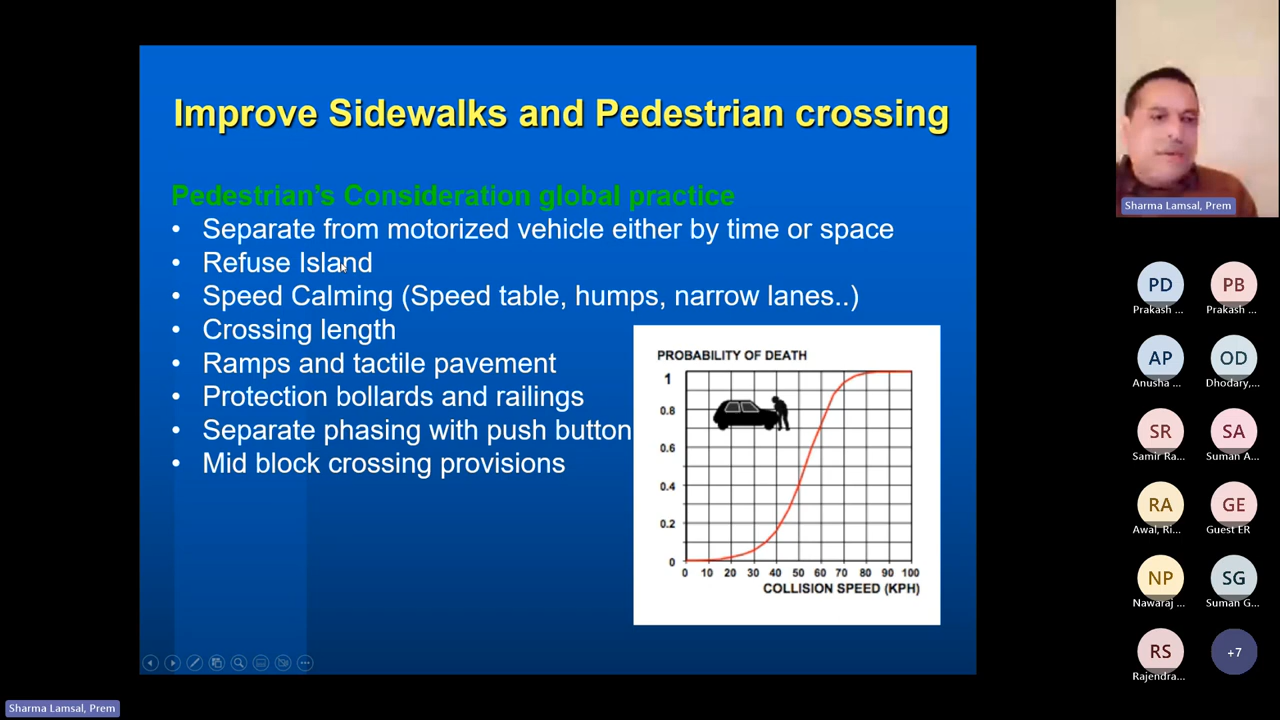 Improve Sidewalks and Pedestrian crossing
Pedestrian's Consideration global practice
• Separate from motorized vehicle either by time or space
• Refuse Island
• Speed Calming (Speed table, humps, narrow lanes..)
• Crossing length
• Ramps and tactile pavement
• Protection bollards and railings
• Separate phasing with push button
• Mid block crossing provisions
PROBABILITY OF DEATH
1
0.8
0.6
0.4
0.2
0
0 10 20 30 40 50 60 70 80 90 100
COLLISION SPEED (KPH)
Sharma Lamsal, Prem
PD PB
Prakash ... Prakash ...
AP OD
Anusha ... Dhodary,...
SR SA
Samir Ra... Suman A...
RA GE
Awal, Ri... Guest ER
NP SG
Nawaraj ... Suman G...
RS +7
Rajendra...
Sharma Lamsal, Prem